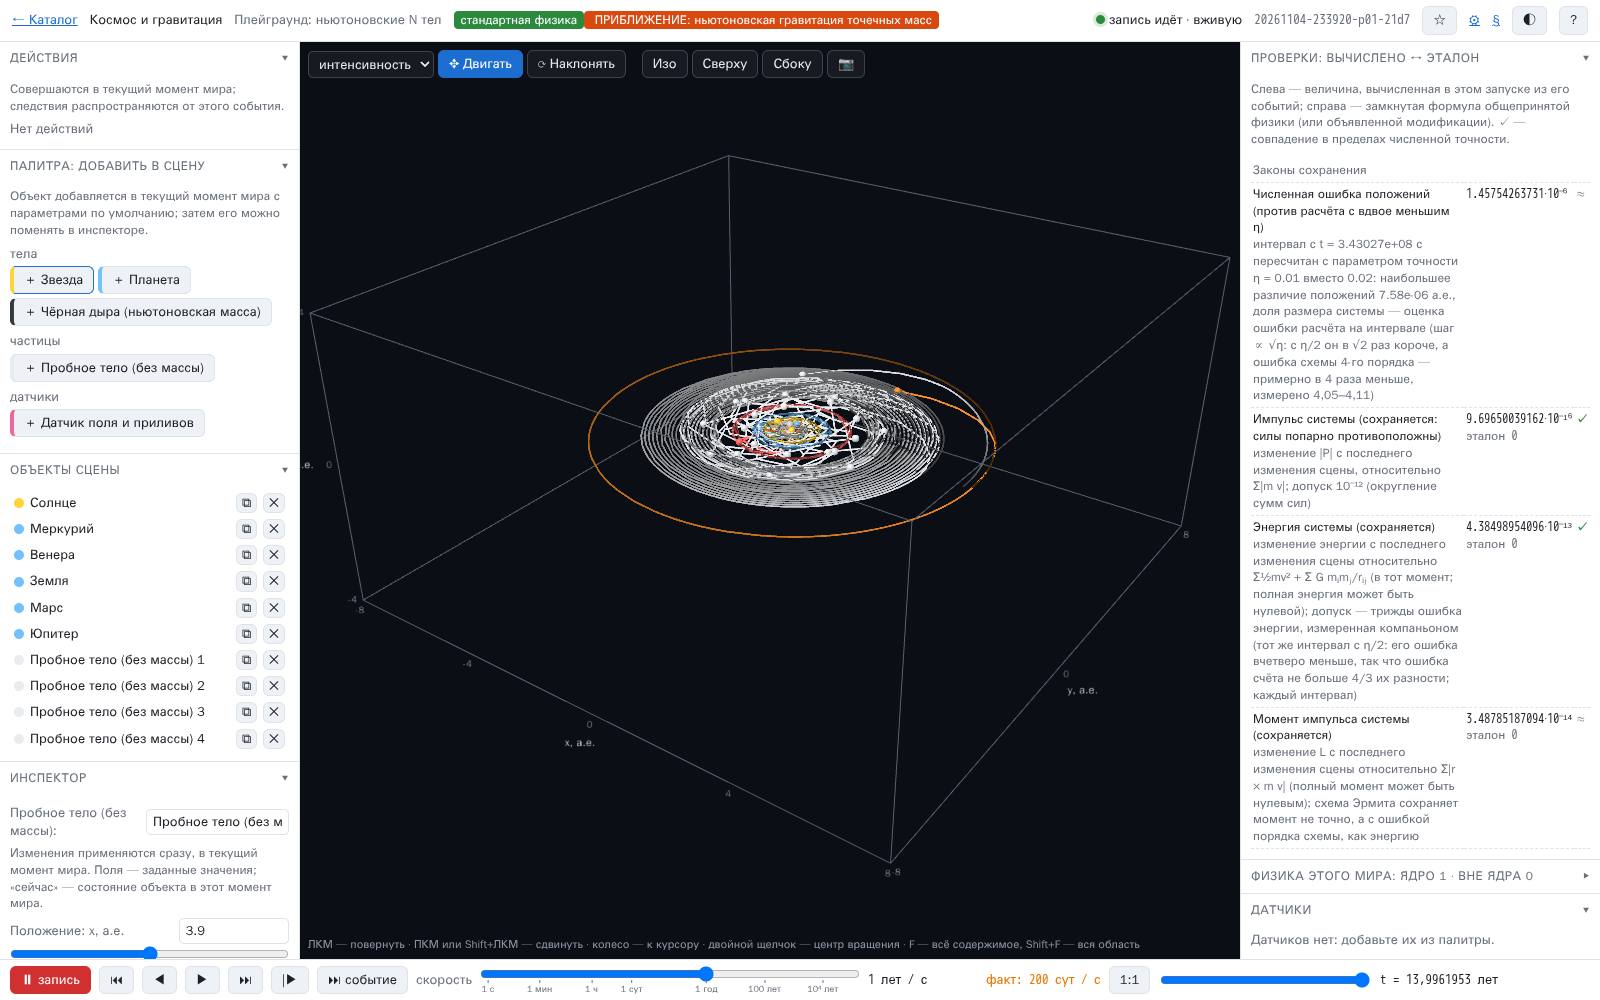 ← Каталог Космос и гравитация Плейграунд: ньютоновские N тел стандартная физика ПРИБЛИЖЕНИЕ: ньютоновская гравитация точечных масс запись идёт · вживую 20261104-233920-p01-21d7 ☆ ⚙ § ◐ ?
ДЕЙСТВИЯ
Совершаются в текущий момент мира;
следствия распространяются от этого события.
Нет действий
ПАЛИТРА: ДОБАВИТЬ В СЦЕНУ
Объект добавляется в текущий момент мира с
параметрами по умолчанию; затем его можно
поменять в инспекторе.
тела
+ Звезда + Планета
+ Чёрная дыра (ньютоновская масса)
частицы
+ Пробное тело (без массы)
датчики
+ Датчик поля и приливов
ОБЪЕКТЫ СЦЕНЫ
Солнце
Меркурий
Венера
Земля
Марс
Юпитер
Пробное тело (без массы) 1
Пробное тело (без массы) 2
Пробное тело (без массы) 3
Пробное тело (без массы) 4
ИНСПЕКТОР
Пробное тело (без
массы):
Пробное тело (без м
Изменения применяются сразу, в текущий
момент мира. Поля — заданные значения;
«сейчас» — состояние объекта в этот момент
мира.
Положение: x, а.е. 3.9
интенсивность ✥ Двигать ⟳ Наклонять Изо Сверху Сбоку 📷
4
.е. 0
-4
-8
-4
0
x, а.е.
4
8 -8
0
y, а.е.
8
ЛКМ — повернуть · ПКМ или Shift+ЛКМ — сдвинуть · колесо — к курсору · двойной щелчок — центр вращения · F — всё содержимое, Shift+F — вся область
ПРОВЕРКИ: ВЫЧИСЛЕНО ↔ ЭТАЛОН
Слева — величина, вычисленная в этом запуске из его
событий; справа — замкнутая формула общепринятой
физики (или объявленной модификации). ✓ —
совпадение в пределах численной точности.
Законы сохранения
Численная ошибка положений 1.45754263731·10⁻⁶ ≈
(против расчёта с вдвое меньшим
η)
интервал с t = 3.43027e+08 с
пересчитан с параметром точности
η = 0.01 вместо 0.02: наибольшее
различие положений 7.58e-06 а.е.,
доля размера системы — оценка
ошибки расчёта на интервале (шаг
∝ √η: с η/2 он в √2 раз короче, а
ошибка схемы 4-го порядка —
примерно в 4 раза меньше,
измерено 4,05–4,11)
Импульс системы (сохраняется: 9.69650039162·10⁻¹⁶ ✓
силы попарно противоположны) эталон 0
изменение |P| с последнего
изменения сцены, относительно
Σ|m v|; допуск 10⁻¹² (округление
сумм сил)
Энергия системы (сохраняется) 4.38498954096·10⁻¹³ ✓
изменение энергии с последнего эталон 0
изменения сцены относительно
Σ½mv² + Σ G mᵢmⱼ/rᵢⱼ (в тот момент;
полная энергия может быть
нулевой); допуск — трижды ошибка
энергии, измеренная компаньоном
(тот же интервал с η/2: его ошибка
вчетверо меньше, так что ошибка
счёта не больше 4/3 их разности;
каждый интервал)
Момент импульса системы 3.48785187094·10⁻¹⁴ ≈
(сохраняется) эталон 0
изменение L с последнего
изменения сцены относительно Σ|r
× m v| (полный момент может быть
нулевым); схема Эрмита сохраняет
момент не точно, а с ошибкой
порядка схемы, как энергию
ФИЗИКА ЭТОГО МИРА: ЯДРО 1 · ВНЕ ЯДРА 0
ДАТЧИКИ
Датчиков нет: добавьте их из палитры.
⏸ запись ⏮ ◀ ▶ ⏭ |▶ ⏭ событие скорость 1 лет / с факт: 200 сут / с 1:1 t = 13,9961953 лет
1 с 1 мин 1 ч 1 сут 1 год 100 лет 10⁴ лет